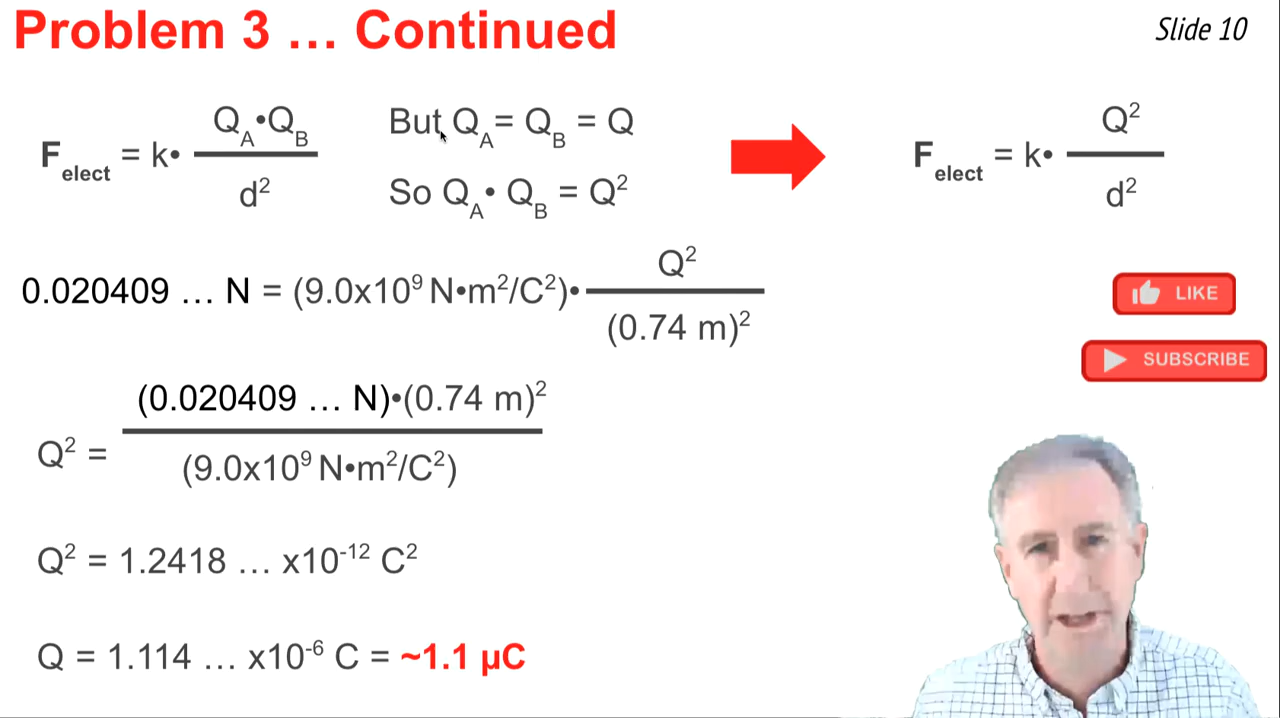 Problem 3 … Continued
Slide 10
F_elect = k• Q_A•Q_B / d²
But Q_A = Q_B = Q
So Q_A • Q_B = Q²
F_elect = k• Q² / d²
0.020409 … N = (9.0x10⁹ N•m²/C²)• Q² / (0.74 m)²
LIKE
SUBSCRIBE
Q² = (0.020409 … N)•(0.74 m)² / (9.0x10⁹ N•m²/C²)
Q² = 1.2418 … x10⁻¹² C²
Q = 1.114 … x10⁻⁶ C = ~1.1 µC